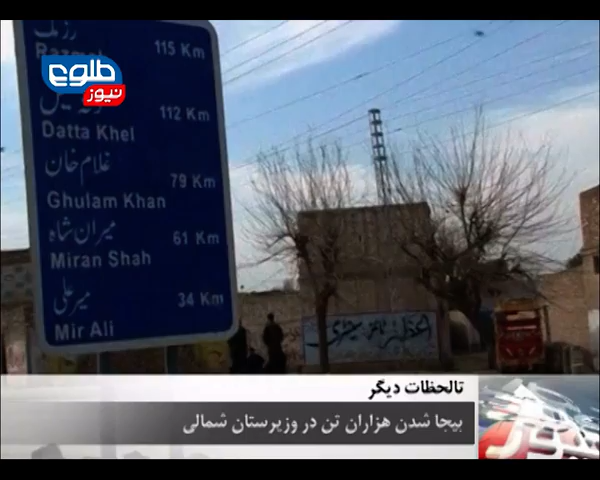 رزمک
Razmak 115 Km
طلوع
نیوز
Datta Khel 112 Km
غلام خان
Ghulam Khan 79 Km
میران شاہ
Miran Shah 61 Km
میر علی
Mir Ali 34 Km
تالحظات دیگر
بیجا شدن هزاران تن در وزیرستان شمالی